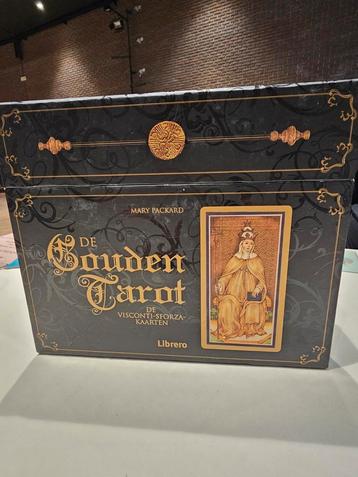 MARY PACKARD
DE
Gouden
Tarot
DE
VISCONTI-SFORZA-
KAARTEN
Librero